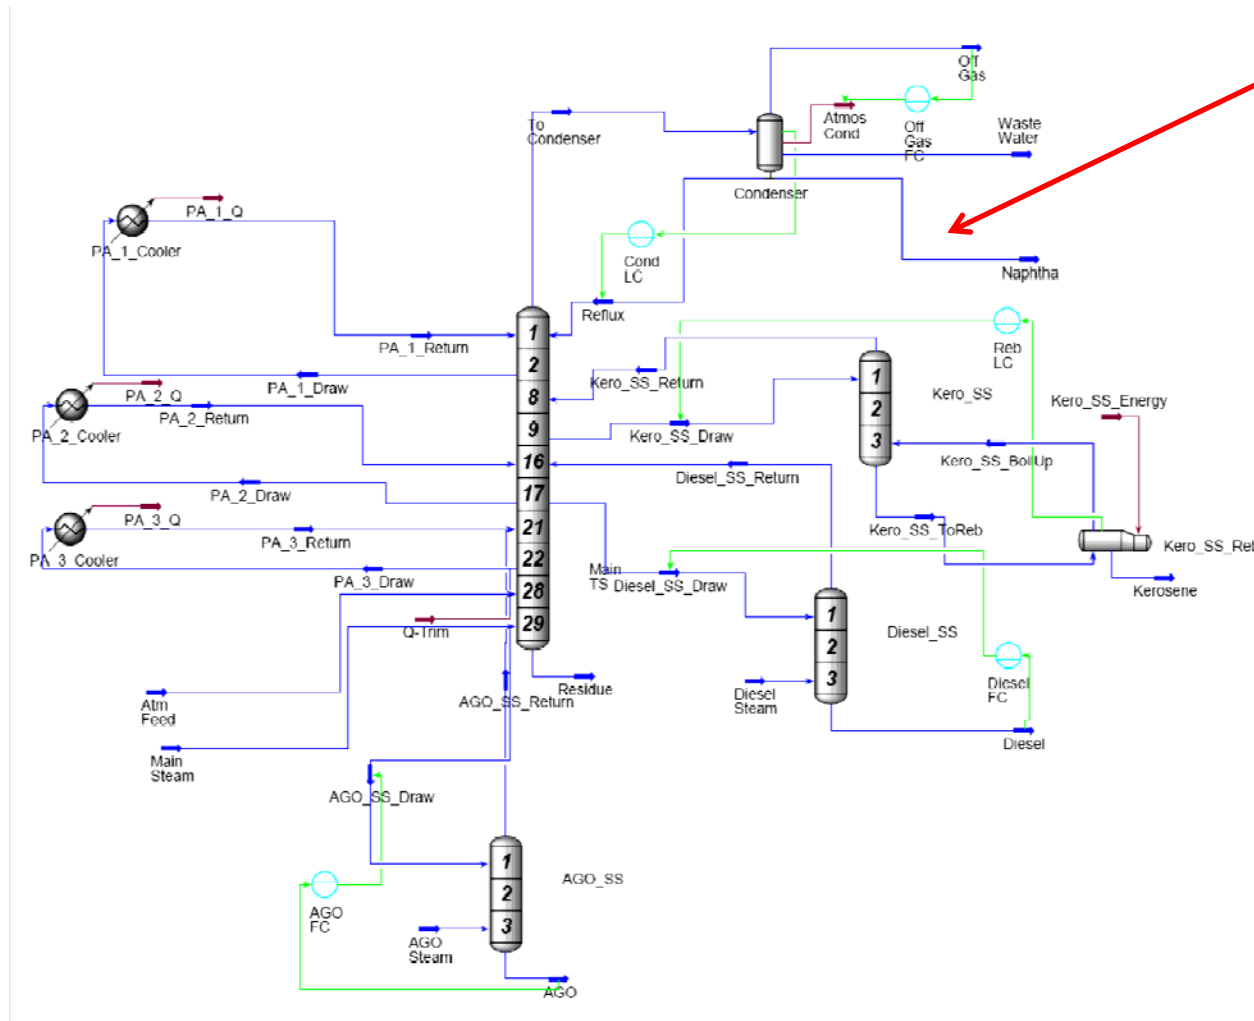 Off
Gas
To
Condenser
Atmos
Cond
Off
Gas
FC
Waste
Water
Condenser
PA_1_Q
PA_1_Cooler
Cond
LC
Naphtha
Reflux
PA_1_Return
Reb
LC
PA_1_Draw
Kero_SS_Return
Kero_SS
PA_2_Q
PA_2_Return
PA_2_Cooler
Kero_SS_Draw
Kero_SS_Energy
Kero_SS_BoilUp
PA_2_Draw
Diesel_SS_Return
PA_3_Q
PA_3_Return
PA_3_Cooler
Kero_SS_ToReb
Kero_SS_Reb
PA_3_Draw
Main
TS
Diesel_SS_Draw
Kerosene
1
2
8
9
16
17
21
22
28
29
1
2
3
1
2
3
Q-Trim
Diesel_SS
Residue
AGO_SS_Return
Diesel
Steam
Diesel
FC
Diesel
Atm
Feed
Main
Steam
AGO_SS_Draw
1
2
3
AGO_SS
AGO
FC
AGO
Steam
AGO